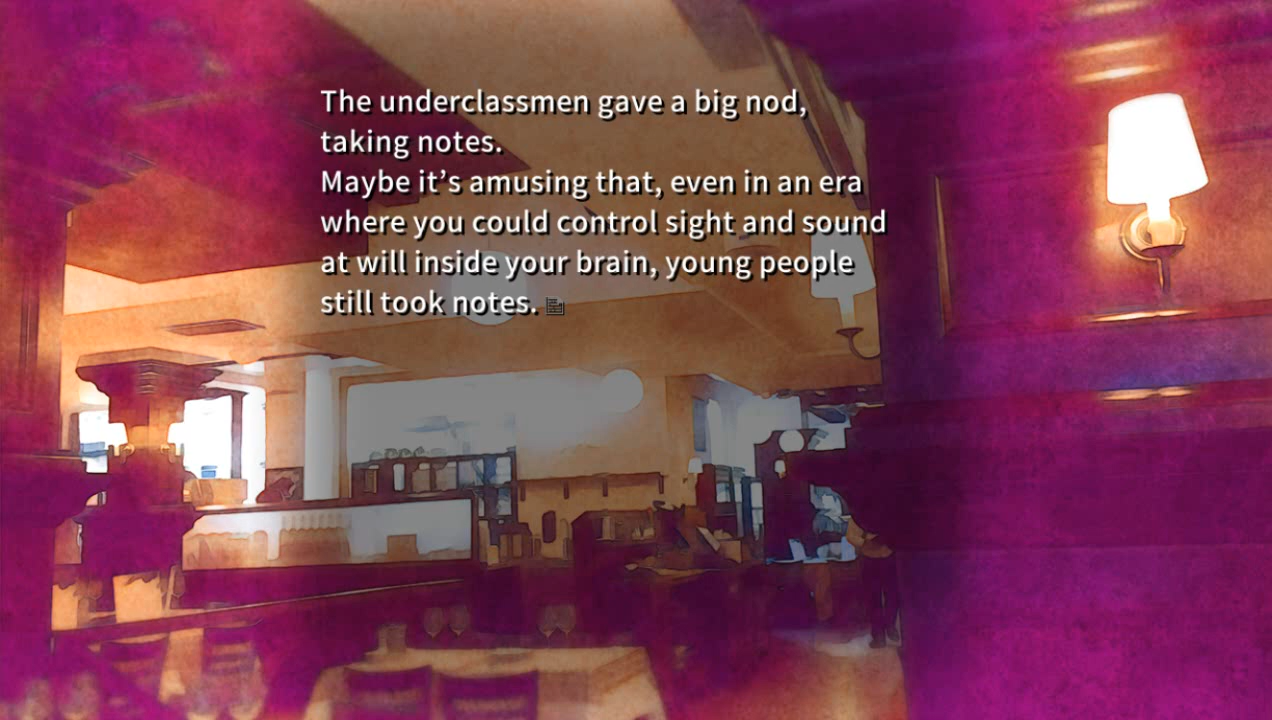 The underclassmen gave a big nod,
taking notes.
Maybe it’s amusing that, even in an era
where you could control sight and sound
at will inside your brain, young people
still took notes.